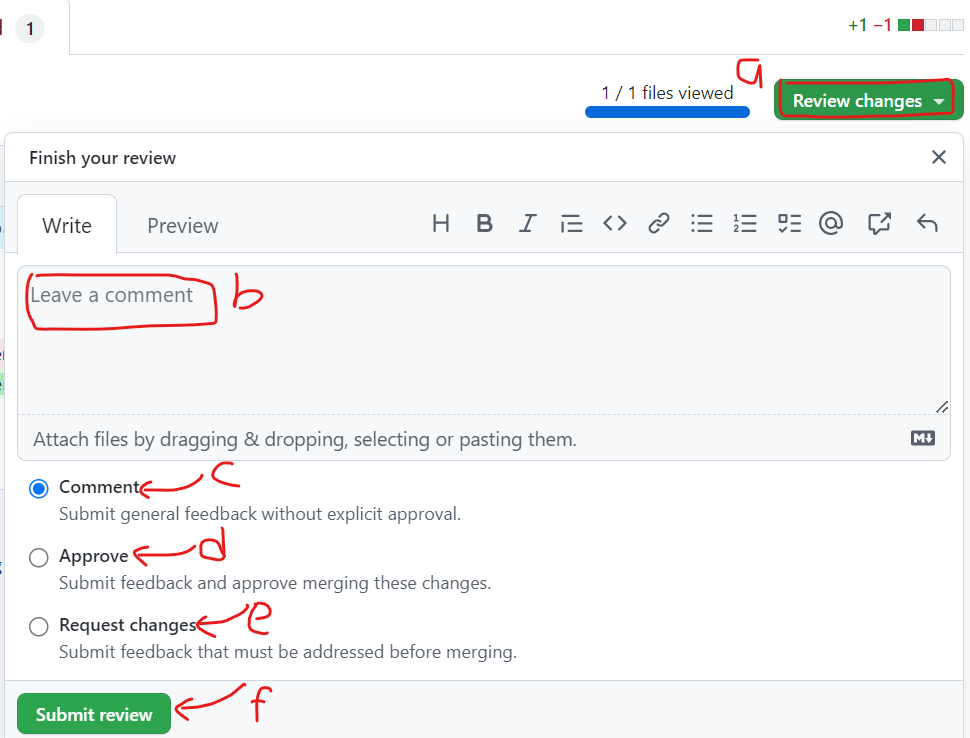 1
+1 −1
a
1 / 1 files viewed
Review changes
Finish your review
Write
Preview
Leave a comment
b
Attach files by dragging & dropping, selecting or pasting them.
Comment
c
Submit general feedback without explicit approval.
Approve
d
Submit feedback and approve merging these changes.
Request changes
e
Submit feedback that must be addressed before merging.
Submit review
f